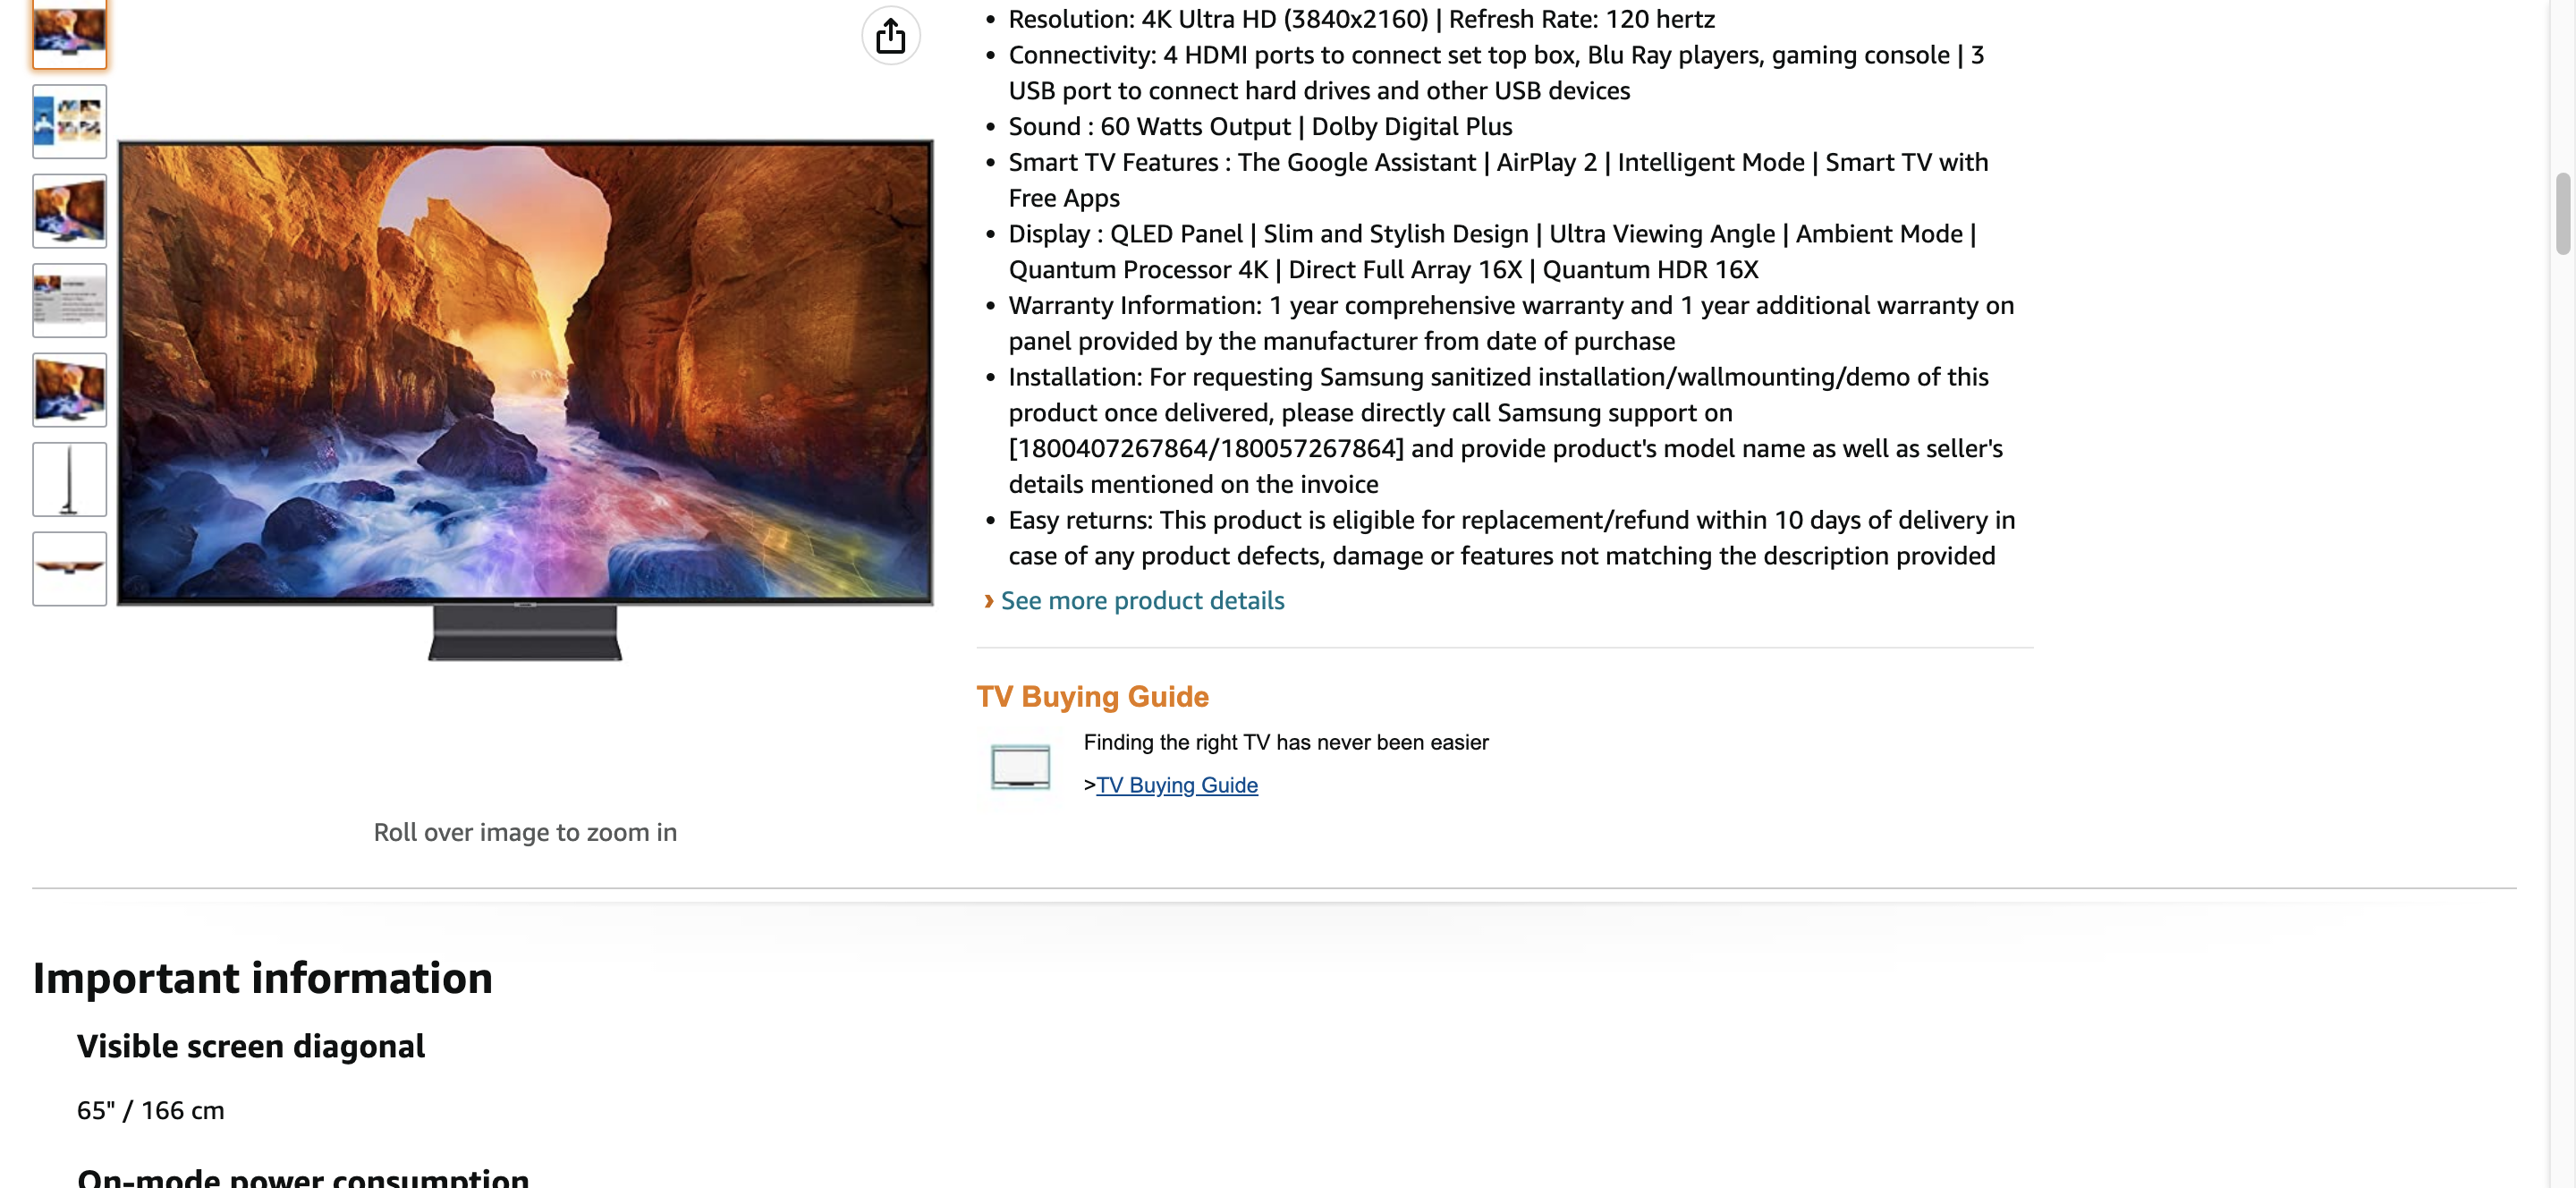 Resolution: 4K Ultra HD (3840x2160) | Refresh Rate: 120 hertz
Connectivity: 4 HDMI ports to connect set top box, Blu Ray players, gaming console | 3
USB port to connect hard drives and other USB devices
Sound : 60 Watts Output | Dolby Digital Plus
Smart TV Features : The Google Assistant | AirPlay 2 | Intelligent Mode | Smart TV with
Free Apps
Display : QLED Panel | Slim and Stylish Design | Ultra Viewing Angle | Ambient Mode |
Quantum Processor 4K | Direct Full Array 16X | Quantum HDR 16X
Warranty Information: 1 year comprehensive warranty and 1 year additional warranty on
panel provided by the manufacturer from date of purchase
Installation: For requesting Samsung sanitized installation/wallmounting/demo of this
product once delivered, please directly call Samsung support on
[1800407267864/180057267864] and provide product's model name as well as seller's
details mentioned on the invoice
Easy returns: This product is eligible for replacement/refund within 10 days of delivery in
case of any product defects, damage or features not matching the description provided
› See more product details
TV Buying Guide
Finding the right TV has never been easier
>TV Buying Guide
Roll over image to zoom in
Important information
Visible screen diagonal
65" / 166 cm
On-mode power consumption